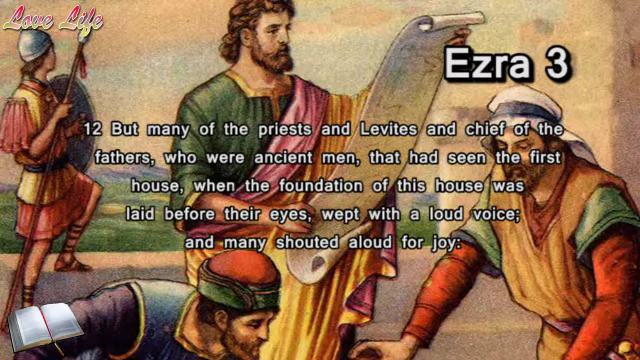 Love Life
Ezra 3
12 But many of the priests and Levites and chief of the
fathers, who were ancient men, that had seen the first
house, when the foundation of this house was
laid before their eyes, wept with a loud voice;
and many shouted aloud for joy: